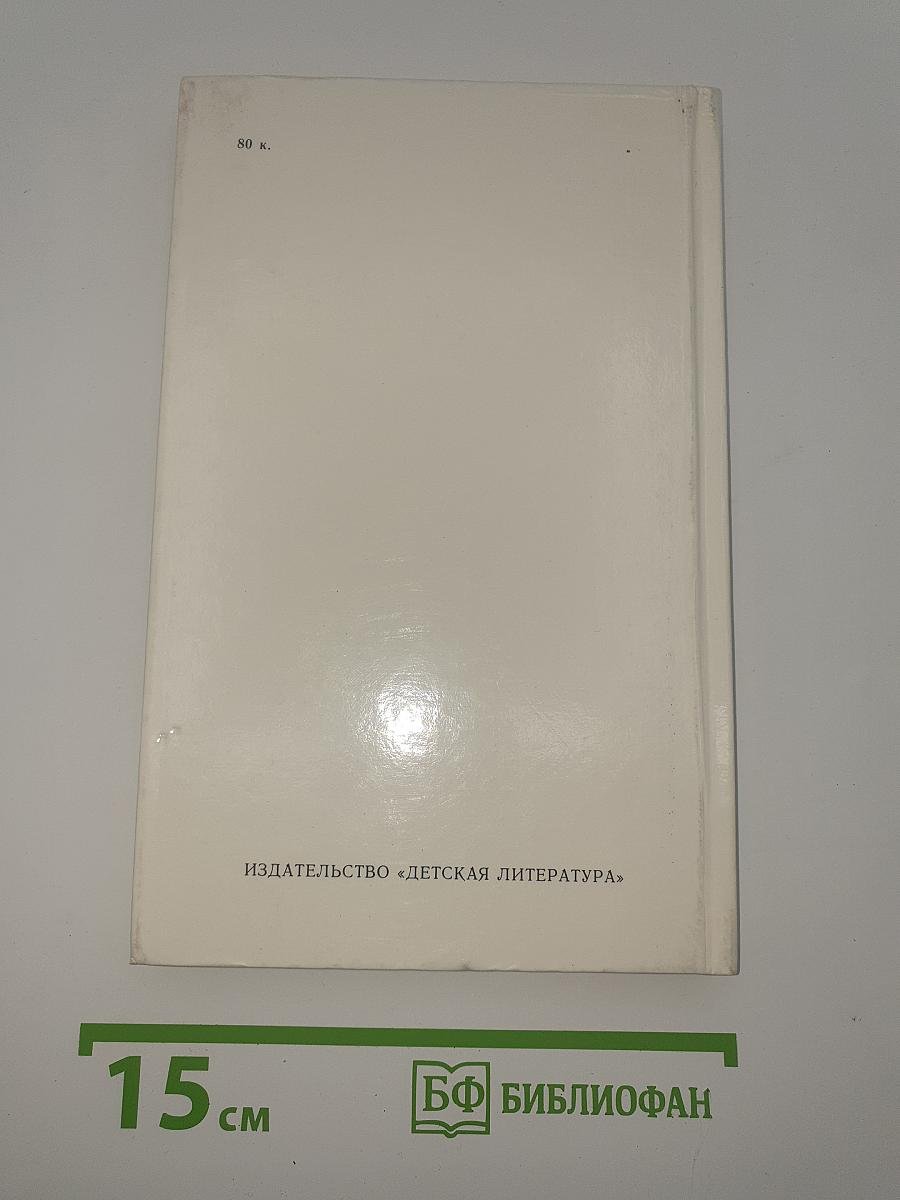 80 к.
ИЗДАТЕЛЬСТВО «ДЕТСКАЯ ЛИТЕРАТУРА»
15 см
БФ БИБЛИОФАН